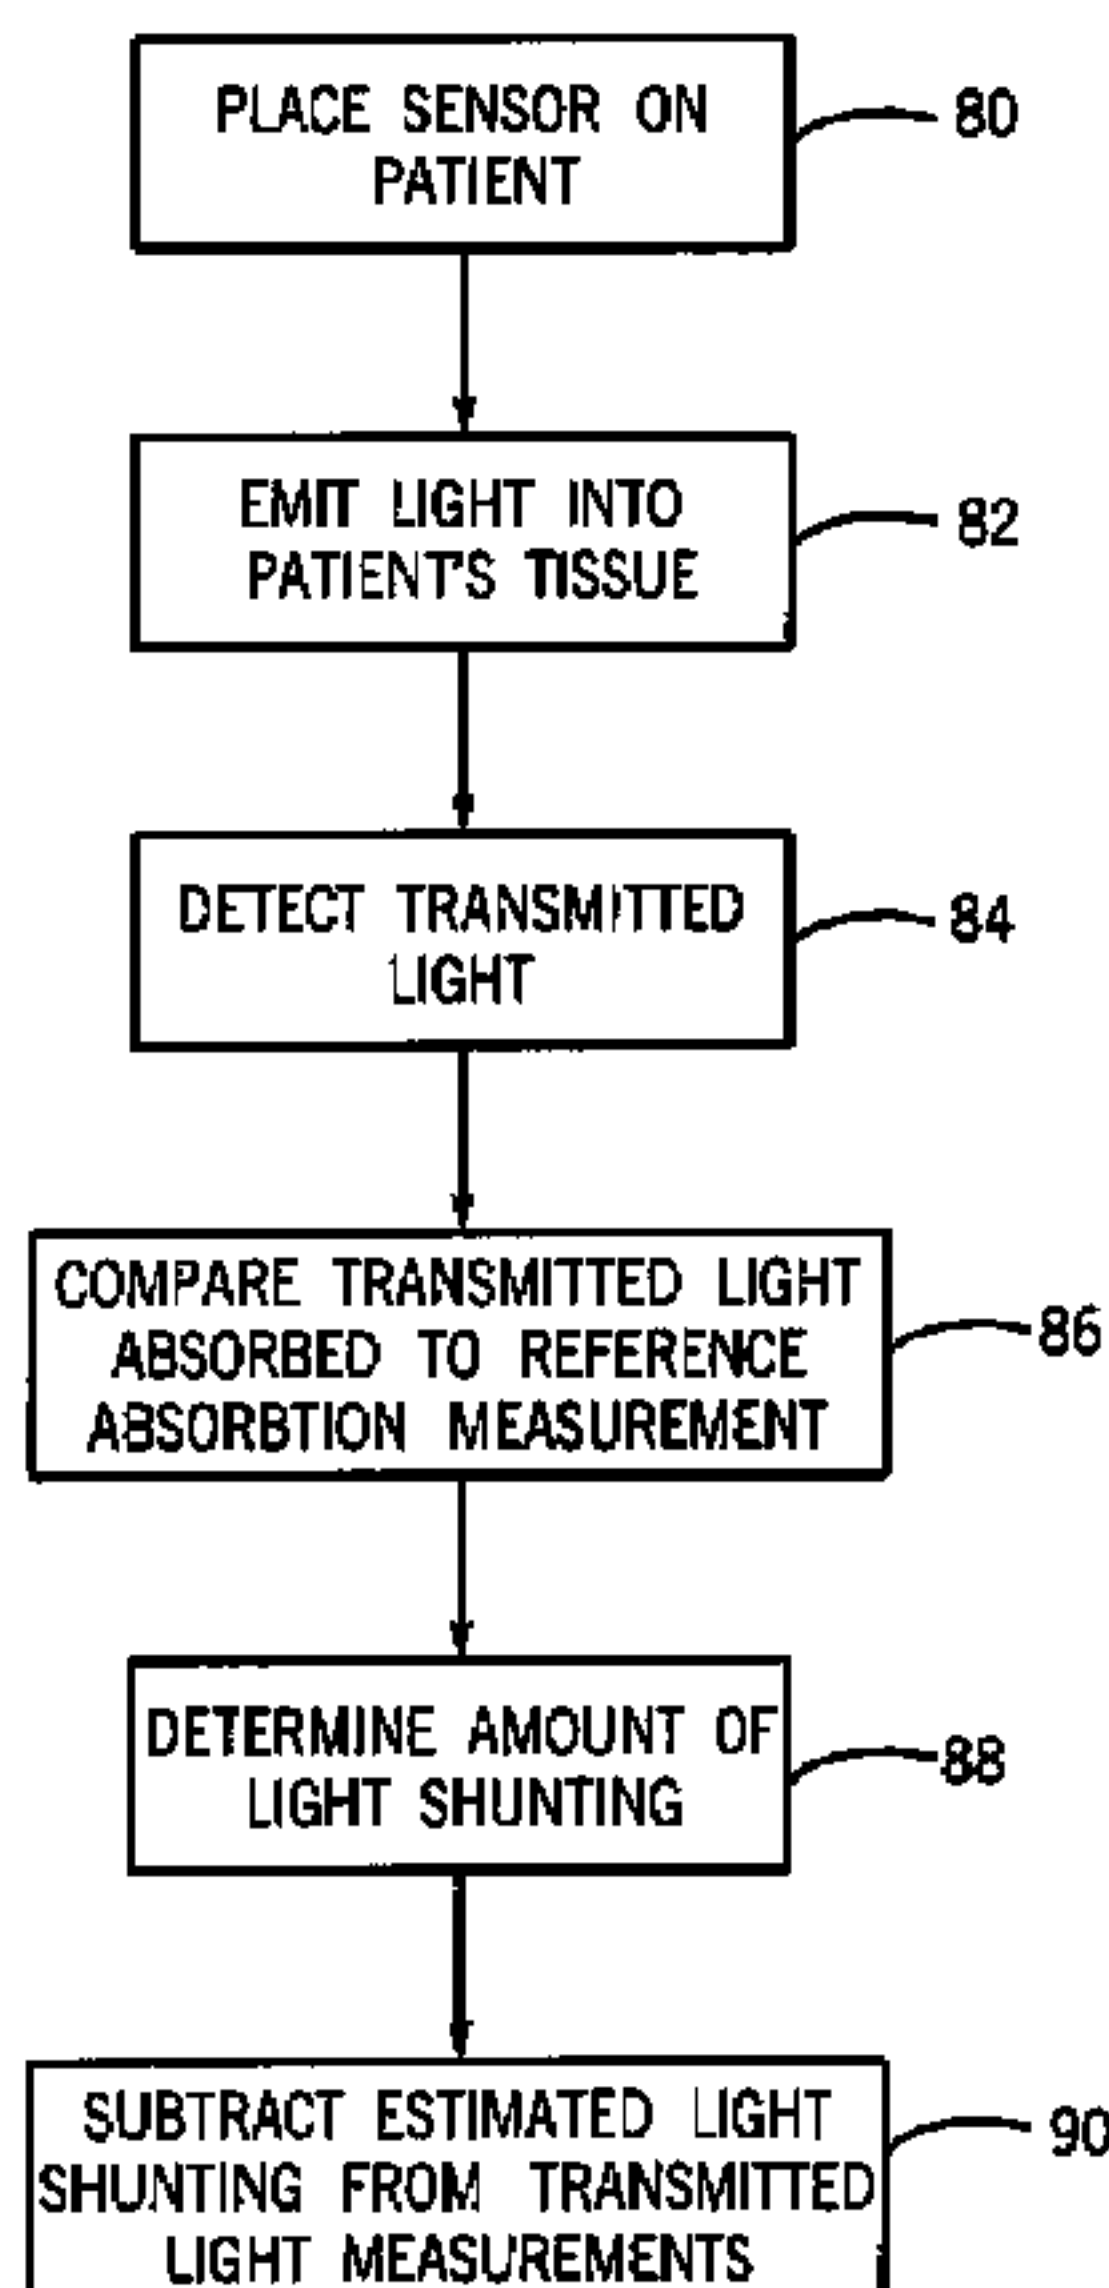 PLACE SENSOR ON
PATIENT
80
EMIT LIGHT INTO
PATIENT'S TISSUE
82
DETECT TRANSMITTED
LIGHT
84
COMPARE TRANSMITTED LIGHT
ABSORBED TO REFERENCE
ABSORBTION MEASUREMENT
86
DETERMINE AMOUNT OF
LIGHT SHUNTING
88
SUBTRACT ESTIMATED LIGHT
SHUNTING FROM TRANSMITTED
LIGHT MEASUREMENTS
90